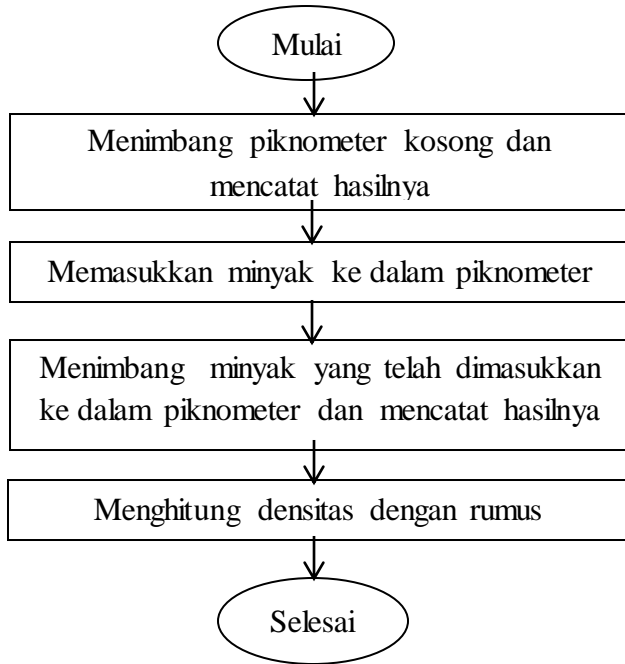 Mulai
Menimbang piknometer kosong dan
mencatat hasilnya
Memasukkan minyak ke dalam piknometer
Menimbang minyak yang telah dimasukkan
ke dalam piknometer dan mencatat hasilnya
Menghitung densitas dengan rumus
Selesai